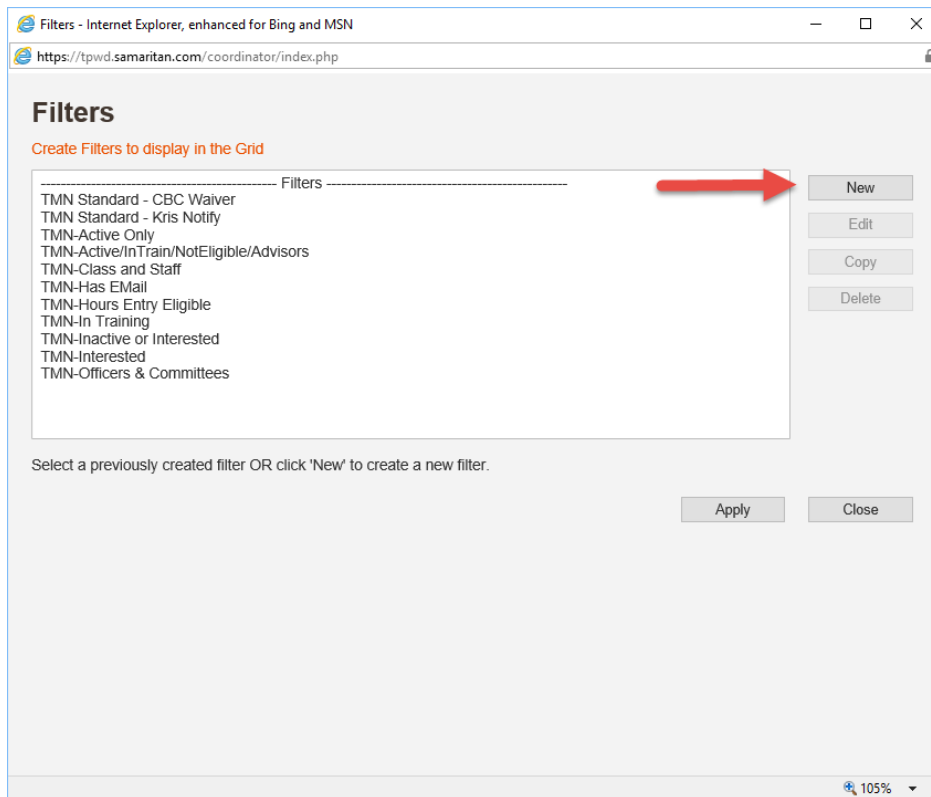 Filters - Internet Explorer, enhanced for Bing and MSN
https://tpwd.samaritan.com/coordinator/index.php
Filters
Create Filters to display in the Grid
------------------------------------------------ Filters -------------------------------------------------
TMN Standard - CBC Waiver
TMN Standard - Kris Notify
TMN-Active Only
TMN-Active/InTrain/NotEligible/Advisors
TMN-Class and Staff
TMN-Has EMail
TMN-Hours Entry Eligible
TMN-In Training
TMN-Inactive or Interested
TMN-Interested
TMN-Officers & Committees
New
Edit
Copy
Delete
Select a previously created filter OR click 'New' to create a new filter.
Apply Close
105%